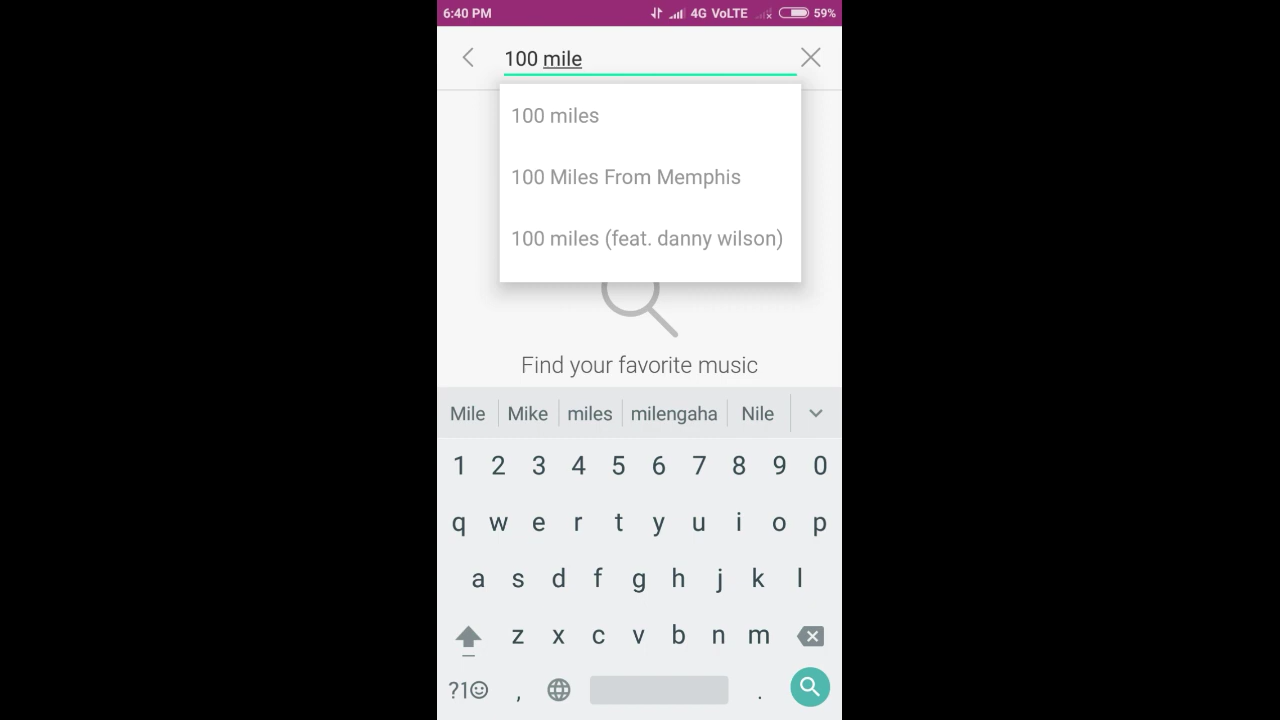 6:40 PM 4G VoLTE 59%
100 mile
100 miles
100 Miles From Memphis
100 miles (feat. danny wilson)
Find your favorite music
Mile Mike miles milengaha Nile
1 2 3 4 5 6 7 8 9 0
q w e r t y u i o p
a s d f g h j k l
z x c v b n m
?1☺ , .